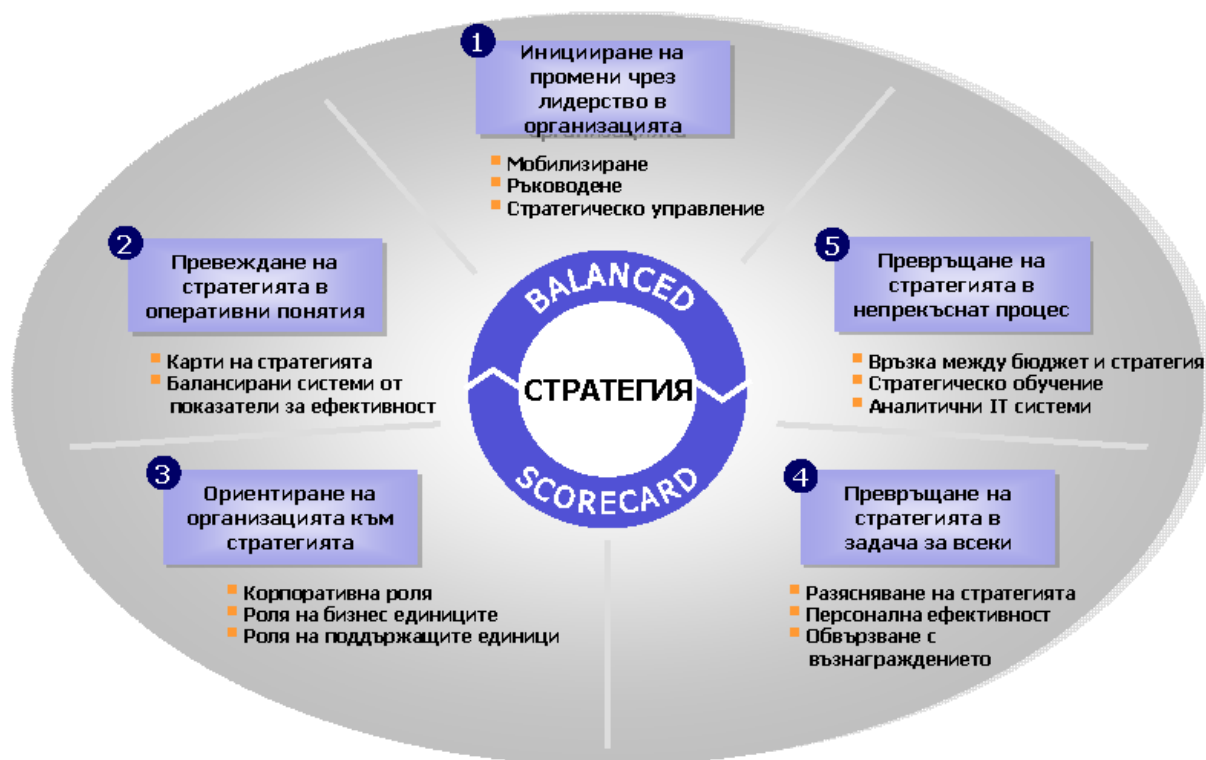 1
Иницииране на
промени чрез
лидерство в
организацията
Мобилизиране
Ръководене
Стратегическо управление
2
Превеждане на
стратегията в
оперативни понятия
Карти на стратегията
Балансирани системи от
показатели за ефективност
BALANCED
СТРАТЕГИЯ
SCORECARD
5
Превръщане на
стратегията в
непрекъснат процес
Връзка между бюджет и стратегия
Стратегическо обучение
Аналитични IT системи
3
Ориентиране на
организацията към
стратегията
Корпоративна роля
Роля на бизнес единиците
Роля на поддържащите единици
4
Превръщане на
стратегията в
задача за всеки
Разясняване на стратегията
Персонална ефективност
Обвързване с
възнаграждението